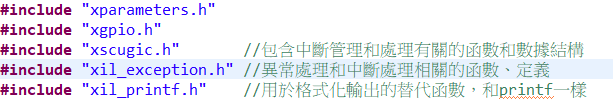 #include "xparameters.h"
#include "xgpio.h"
#include "xscugic.h" //包含中斷管理和處理有關的函數和數據結構
#include "xil_exception.h" //異常處理和中斷處理相關的函數、定義
#include "xil_printf.h" //用於格式化輸出的替代函數，和printf一樣